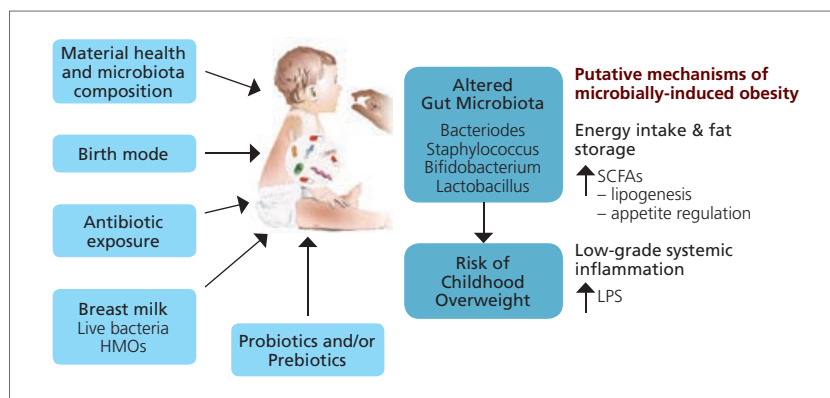 Material health
and microbiota
composition
Birth mode
Antibiotic
exposure
Breast milk
Live bacteria
HMOs
Probiotics and/or
Prebiotics
Altered
Gut Microbiota
Bacteriodes
Staphylococcus
Bifidobacterium
Lactobacillus
Risk of
Childhood
Overweight
Putative mechanisms of
microbially-induced obesity
Energy intake & fat
storage
SCFAs
– lipogenesis
– appetite regulation
Low-grade systemic
inflammation
LPS